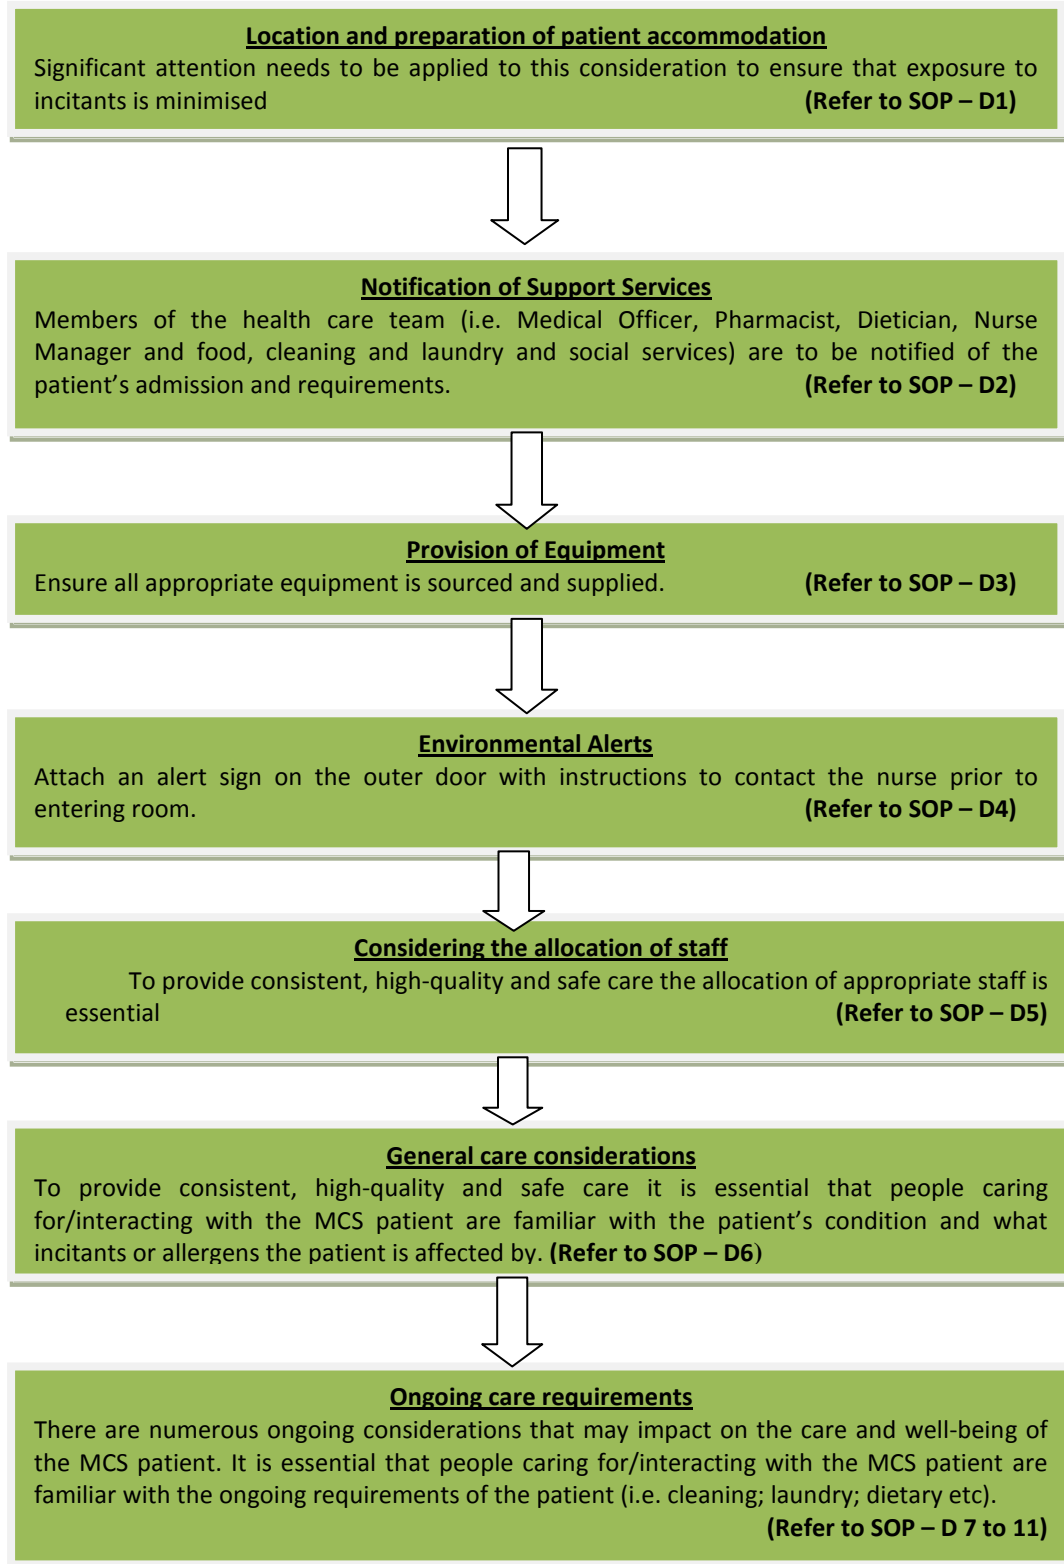 Location and preparation of patient accommodation
Significant attention needs to be applied to this consideration to ensure that exposure to
incitants is minimised (Refer to SOP – D1)
Notification of Support Services
Members of the health care team (i.e. Medical Officer, Pharmacist, Dietician, Nurse
Manager and food, cleaning and laundry and social services) are to be notified of the
patient’s admission and requirements. (Refer to SOP – D2)
Provision of Equipment
Ensure all appropriate equipment is sourced and supplied. (Refer to SOP – D3)
Environmental Alerts
Attach an alert sign on the outer door with instructions to contact the nurse prior to
entering room. (Refer to SOP – D4)
Considering the allocation of staff
To provide consistent, high-quality and safe care the allocation of appropriate staff is
essential (Refer to SOP – D5)
General care considerations
To provide consistent, high-quality and safe care it is essential that people caring
for/interacting with the MCS patient are familiar with the patient’s condition and what
incitants or allergens the patient is affected by. (Refer to SOP – D6)
Ongoing care requirements
There are numerous ongoing considerations that may impact on the care and well-being of
the MCS patient. It is essential that people caring for/interacting with the MCS patient are
familiar with the ongoing requirements of the patient (i.e. cleaning; laundry; dietary etc).
(Refer to SOP – D 7 to 11)